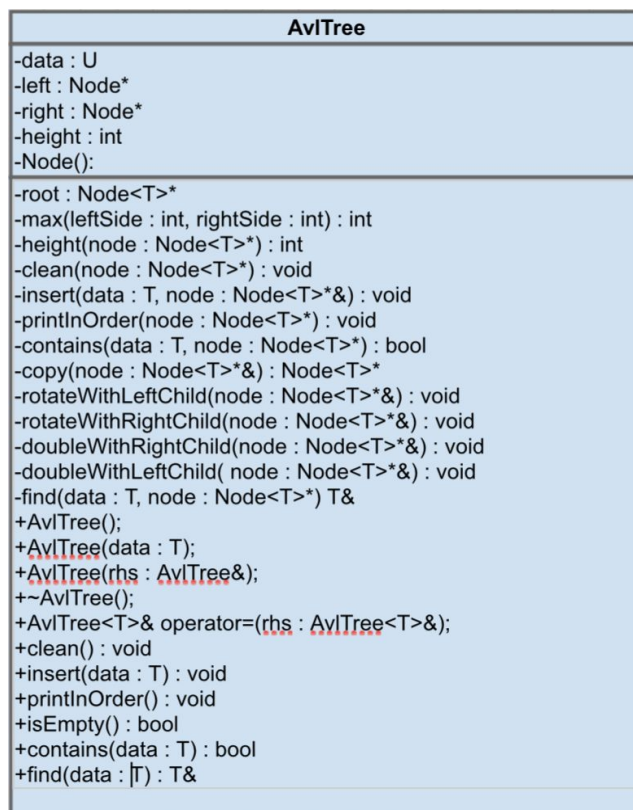 AvlTree
-data : U
-left : Node*
-right : Node*
-height : int
-Node():
-root : Node<T>*
-max(leftSide : int, rightSide : int) : int
-height(node : Node<T>*) : int
-clean(node : Node<T>*) : void
-insert(data : T, node : Node<T>*&) : void
-printInOrder(node : Node<T>*) : void
-contains(data : T, node : Node<T>*) : bool
-copy(node : Node<T>*&) : Node<T>*
-rotateWithLeftChild(node : Node<T>*&) : void
-rotateWithRightChild(node : Node<T>*&) : void
-doubleWithRightChild(node : Node<T>*&) : void
-doubleWithLeftChild( node : Node<T>*&) : void
-find(data : T, node : Node<T>*) T&
+AvlTree();
+AvlTree(data : T);
+AvlTree(rhs : AvlTree&);
+~AvlTree();
+AvlTree<T>& operator=(rhs : AvlTree<T>&);
+clean() : void
+insert(data : T) : void
+printInOrder() : void
+isEmpty() : bool
+contains(data : T) : bool
+find(data : T) : T&